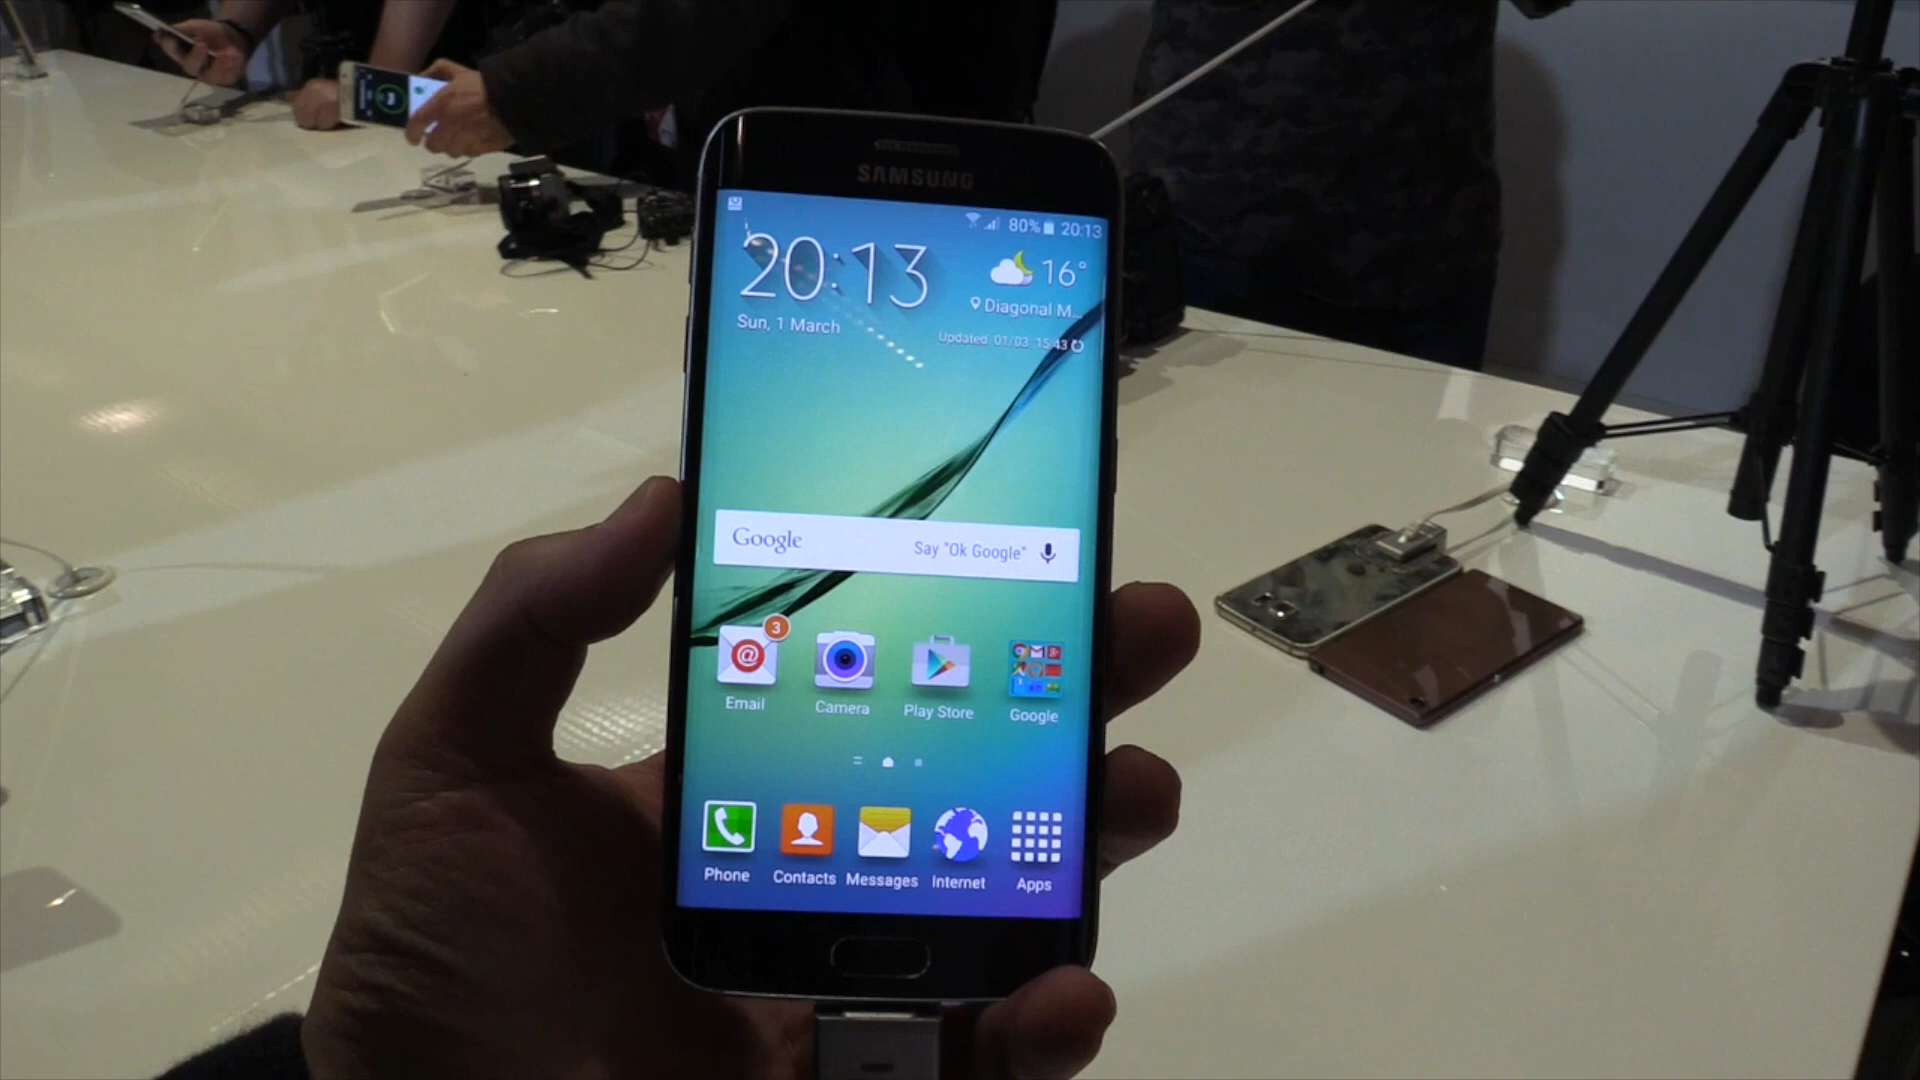 SAMSUNG
80% 20:13
20:13
16°
Diagonal M...
Sun, 1 March
Updated 01/03 15:43
Google
Say "Ok Google"
3
Email
Camera
Play Store
Google
Phone
Contacts
Messages
Internet
Apps